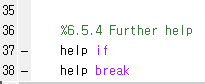 35
36 %6.5.4 Further help
37 – help if
38 – help break